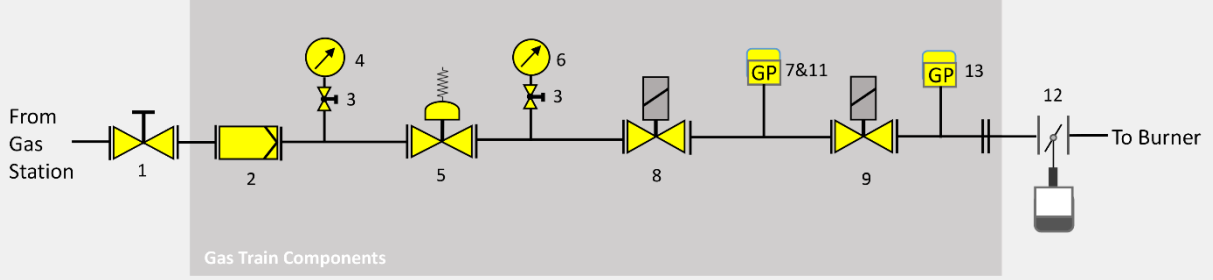 4
6
GP 7&11
GP 13
3
3
12
From
Gas
Station
To Burner
1
2
5
8
9
Gas Train Components